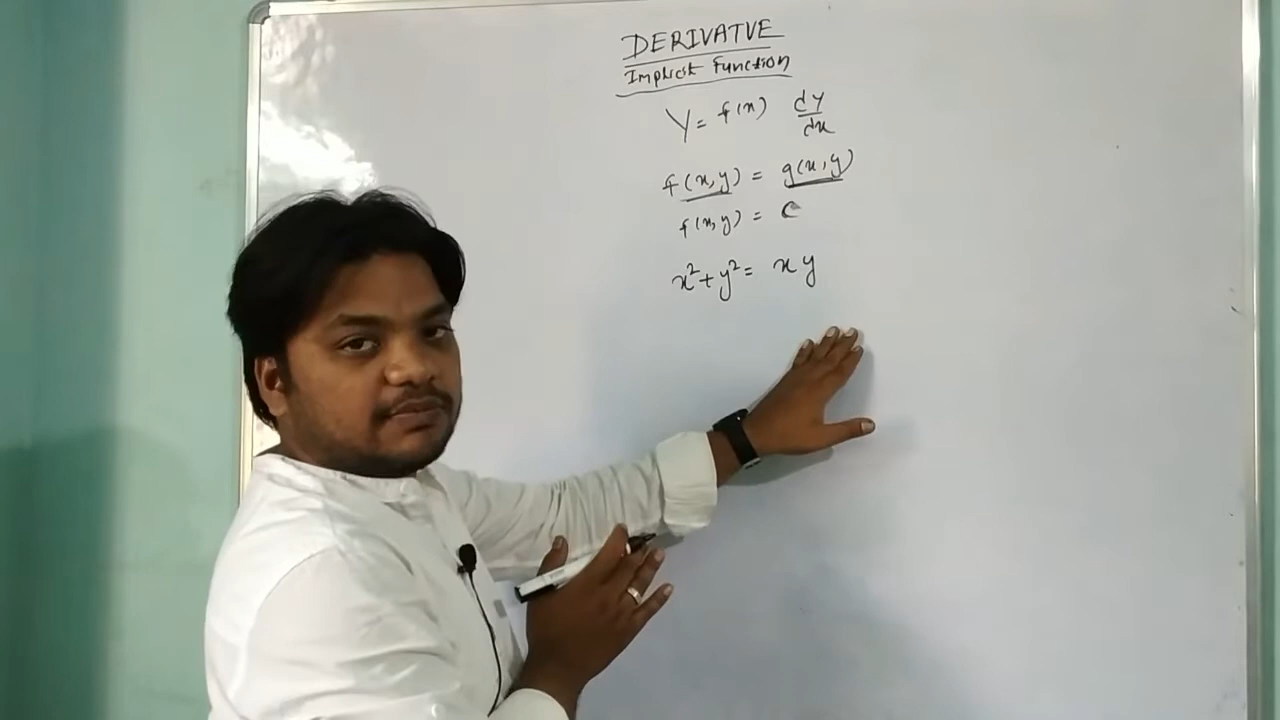 DERIVATVE
Implicit Function
Y = f(x) dy/dx
f(x,y) = g(x,y)
f(x,y) = c
x²+y² = xy